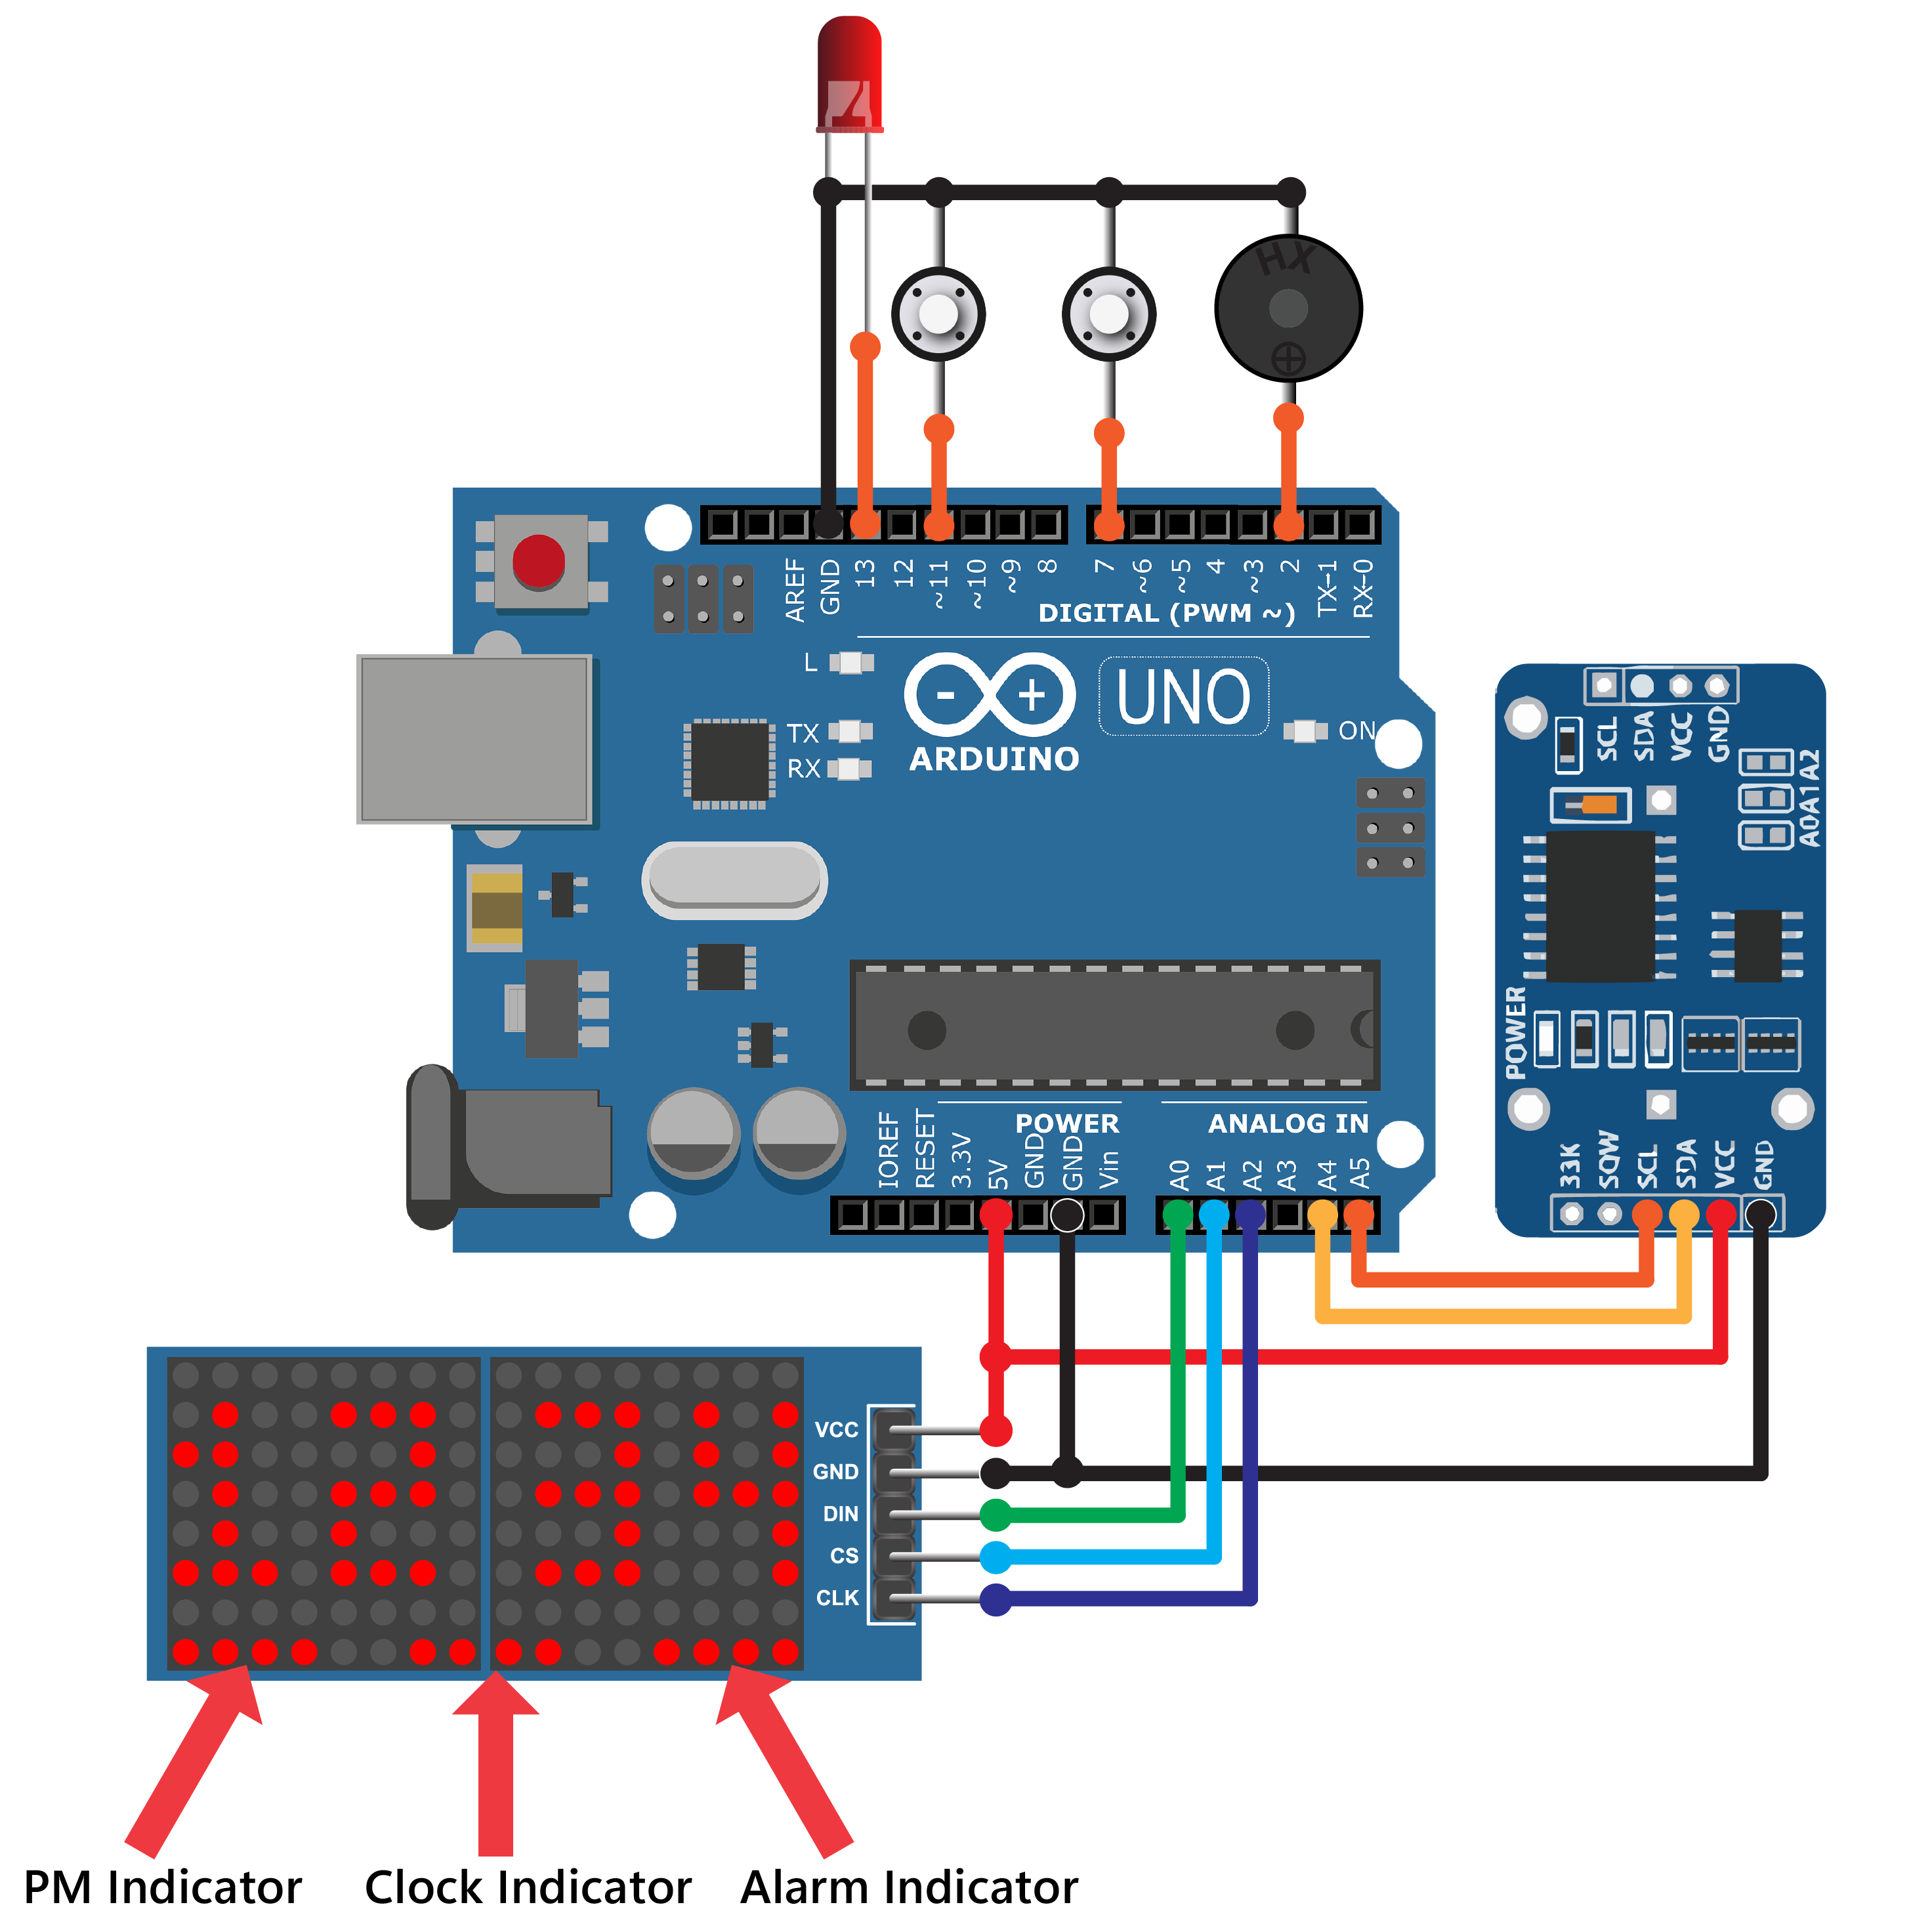 HX
AREF
GND
13
12
~11
~10
~9
8
7
~6
~5
4
~3
2
TX→1
RX←0
DIGITAL (PWM ~)
L
TX
RX
- +
ARDUINO
UNO
ON
SCL
SDA
VCC
GND
A0A1A2
POWER
33K
SQW
SCL
SDA
VCC
GND
POWER
ANALOG IN
IOREF
RESET
3.3V
5V
GND
GND
Vin
A0
A1
A2
A3
A4
A5
VCC
GND
DIN
CS
CLK
12 34
PM Indicator
Clock Indicator
Alarm Indicator